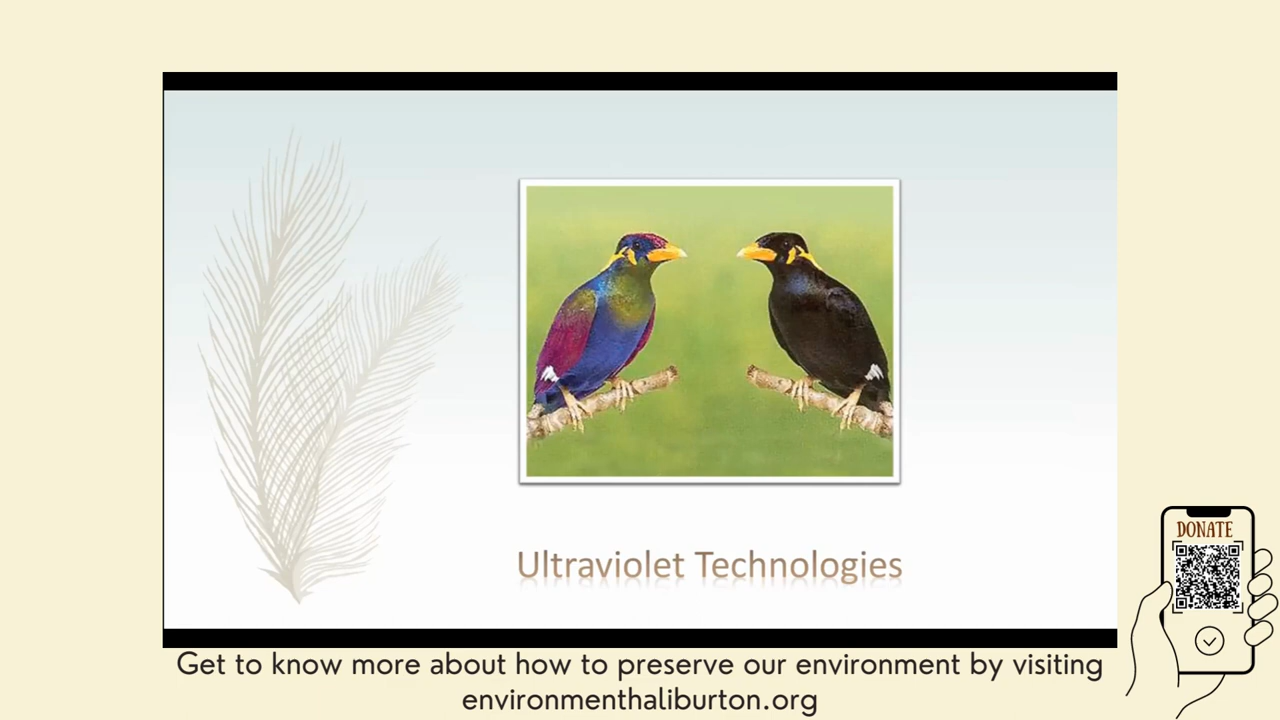 Ultraviolet Technologies
DONATE
Get to know more about how to preserve our environment by visiting
environmenthaliburton.org